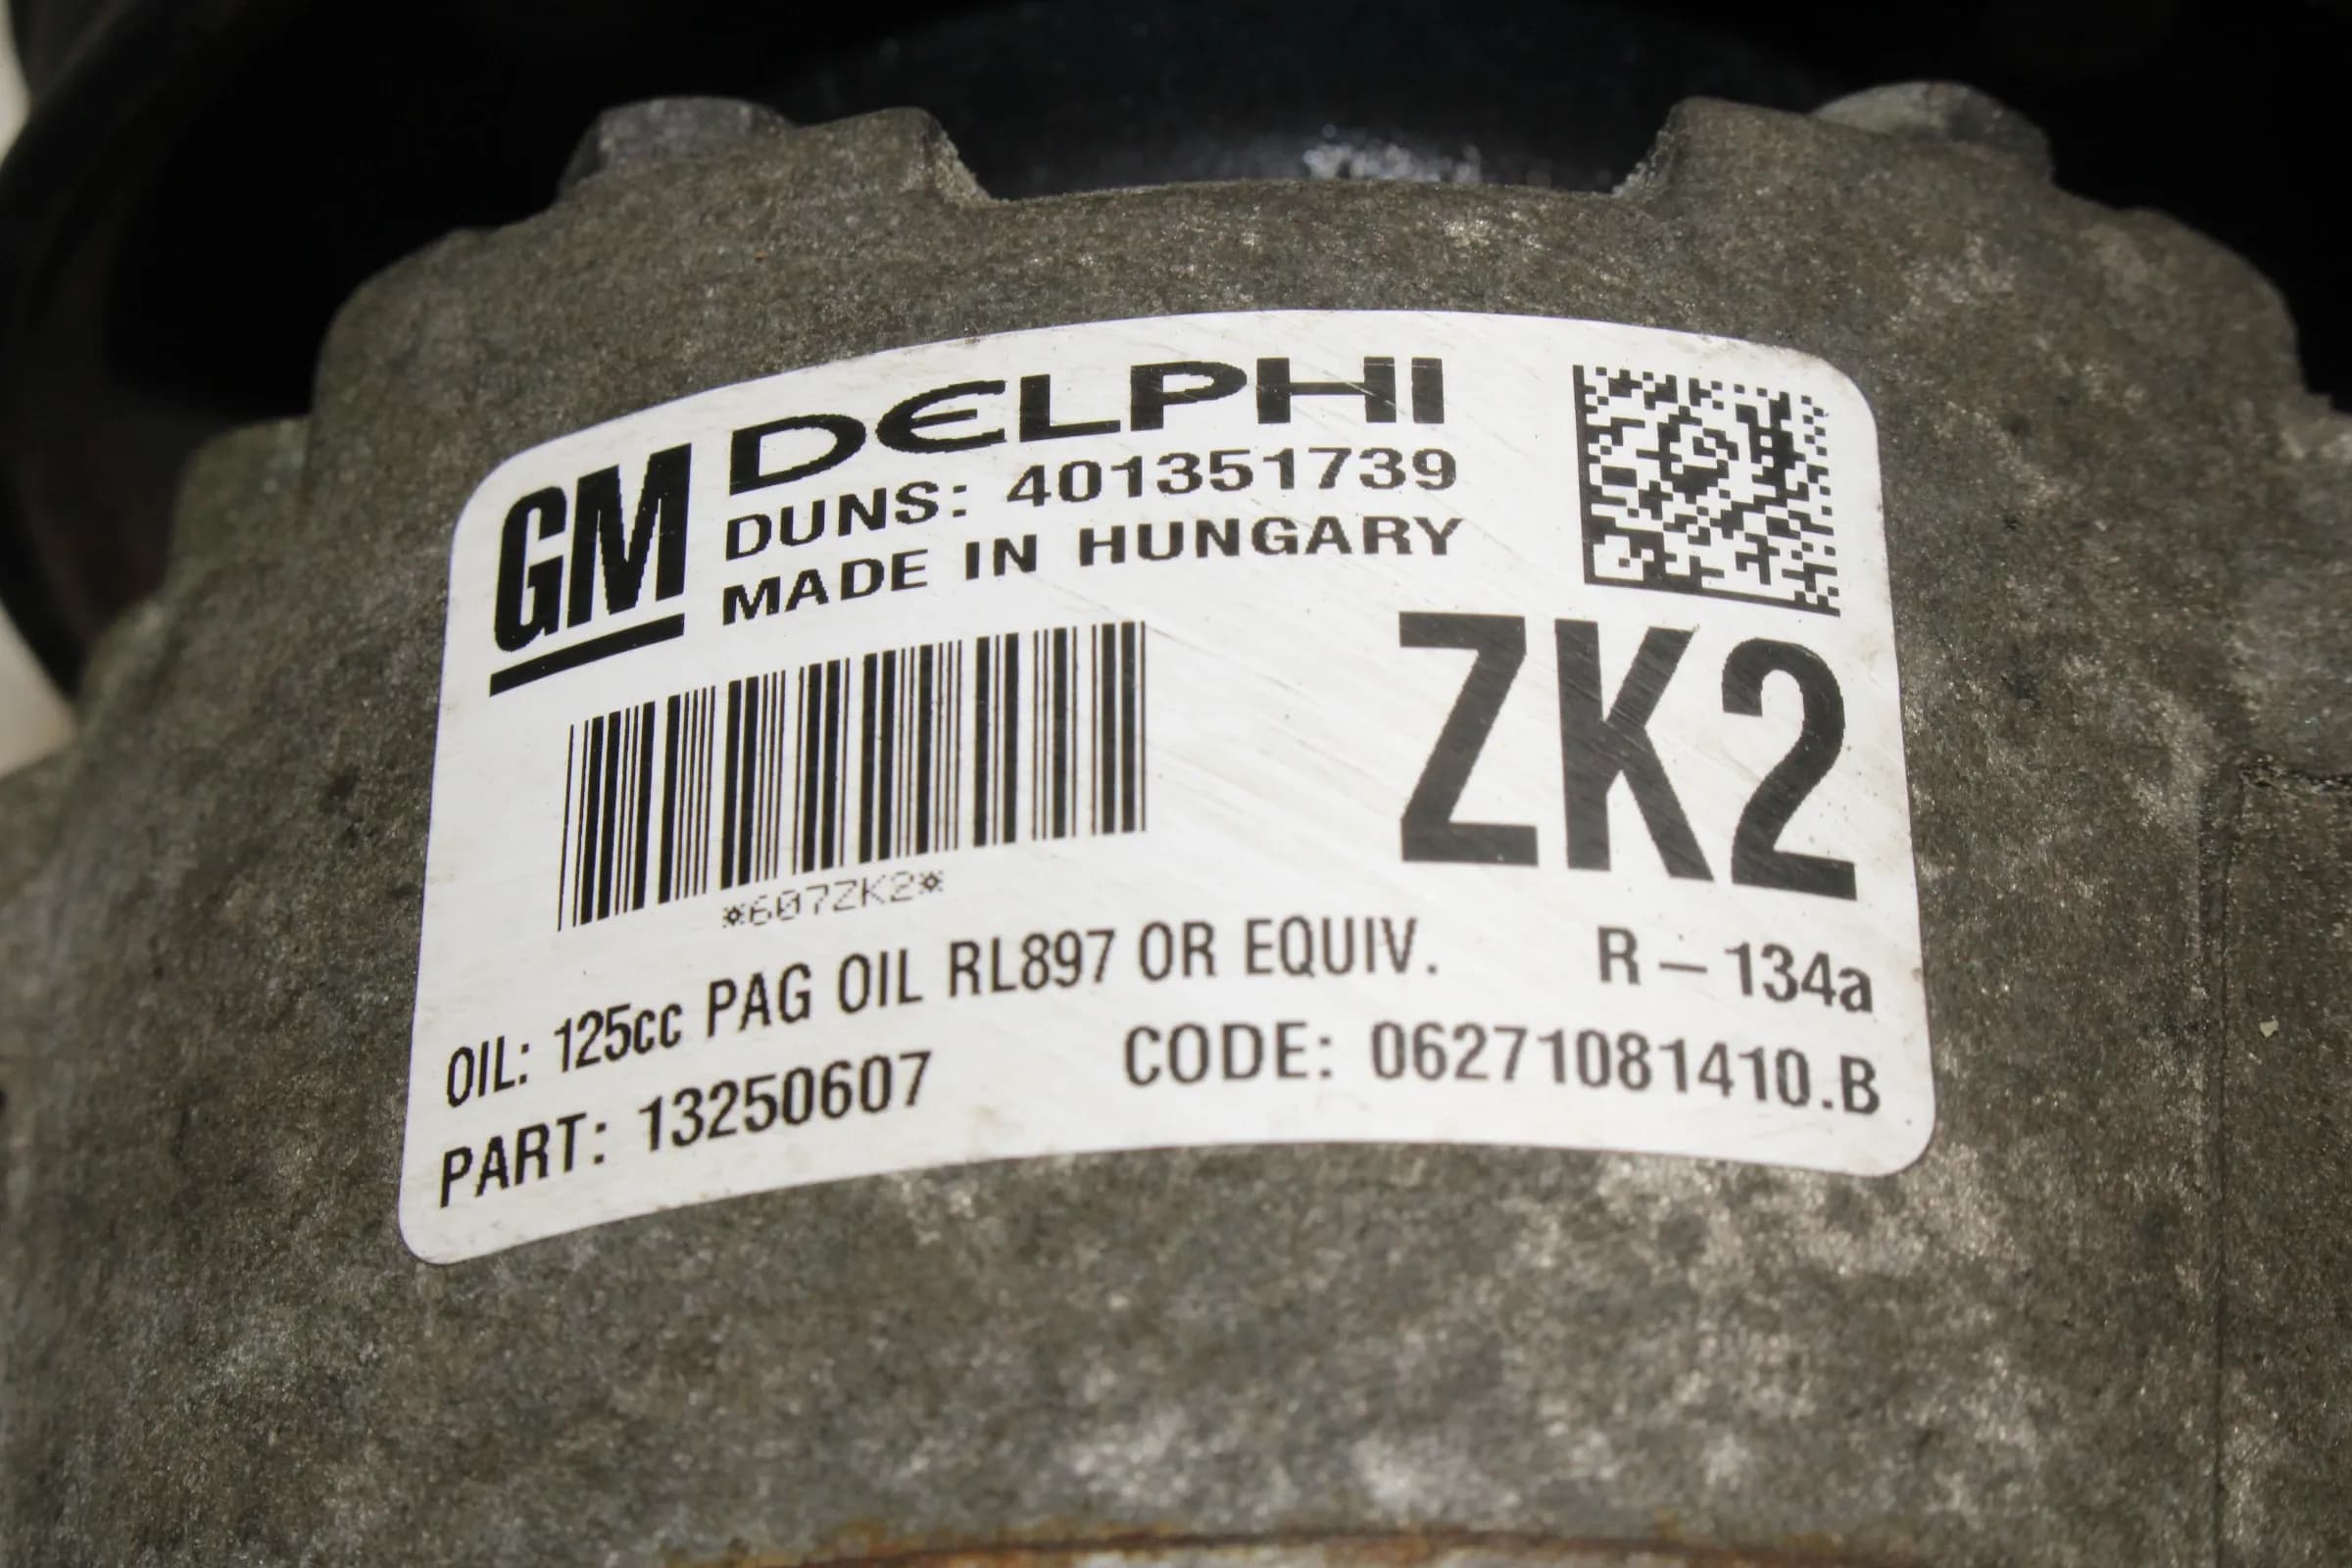 GM
DELPHI
DUNS: 401351739
MADE IN HUNGARY
ZK2
*607ZK2*
OIL: 125cc PAG OIL RL897 OR EQUIV. R-134a
PART: 13250607 CODE: 06271081410.B